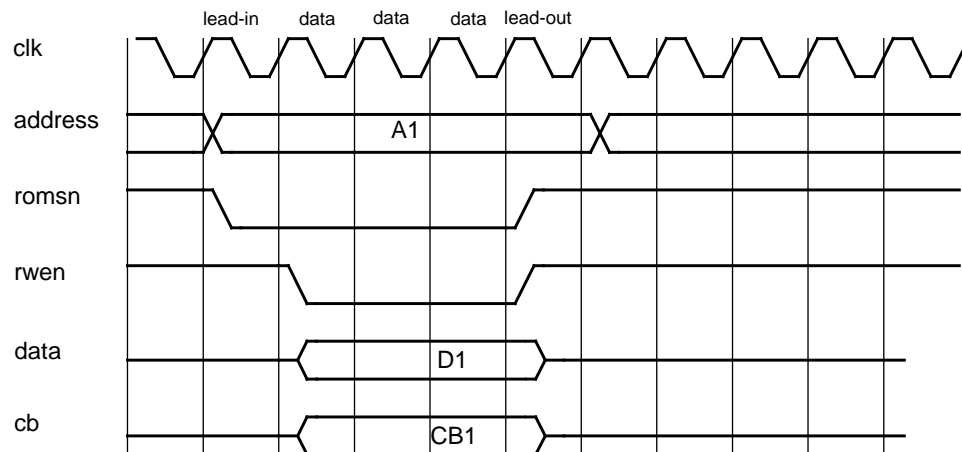 lead-in data data data lead-out
clk
address
A1
romsn
rwen
data
D1
cb
CB1